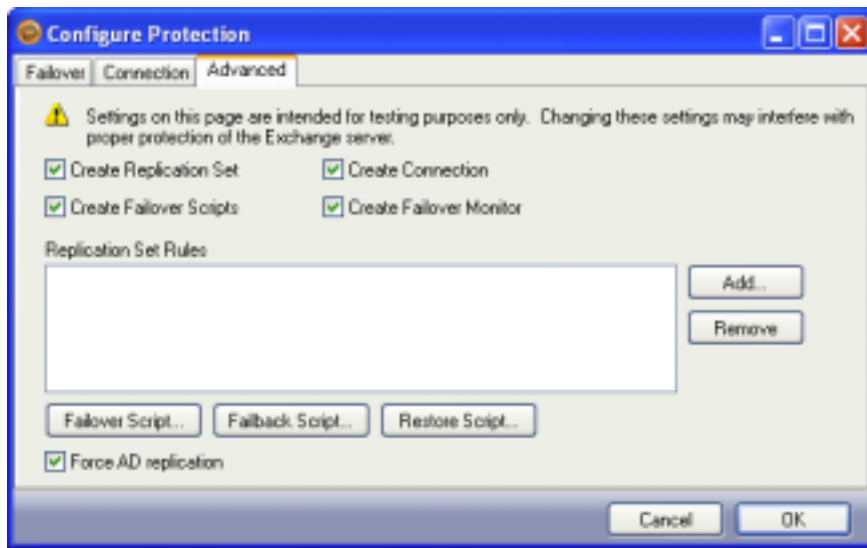 Configure Protection
Failover Connection Advanced
Settings on this page are intended for testing purposes only. Changing these settings may interfere with
proper protection of the Exchange server.
Create Replication Set Create Connection
Create Failover Scripts Create Failover Monitor
Replication Set Rules
Add...
Remove
Failover Script... Failback Script... Restore Script...
Force AD replication
Cancel OK